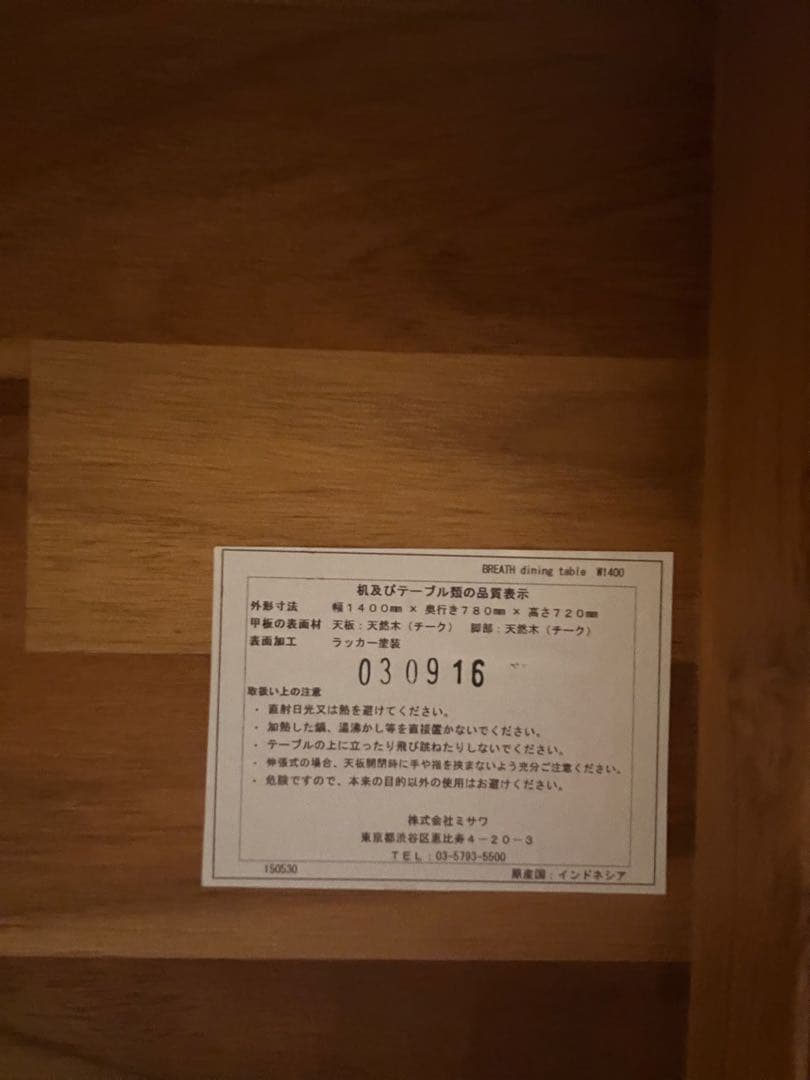 BREATH dining table W1400
机及びテーブル類の品質表示
外形寸法 幅1400㎜ × 奥行き780㎜ × 高さ720㎜
甲板の表面材 天板：天然木（チーク） 脚部：天然木（チーク）
表面加工 ラッカー塗装
030916
取扱い上の注意
・直射日光又は熱を避けてください。
・加熱した鍋、湯沸かし等を直接置かないでください。
・テーブルの上に立ったり飛び跳ねたりしないでください。
・伸張式の場合、天板開閉時に手や指を挟まないよう充分ご注意ください。
・危険ですので、本来の目的以外の使用はお避けください。
株式会社ミサワ
東京都渋谷区恵比寿4－20－3
ＴＥＬ：03-5793-5500
150530 原産国：インドネシア